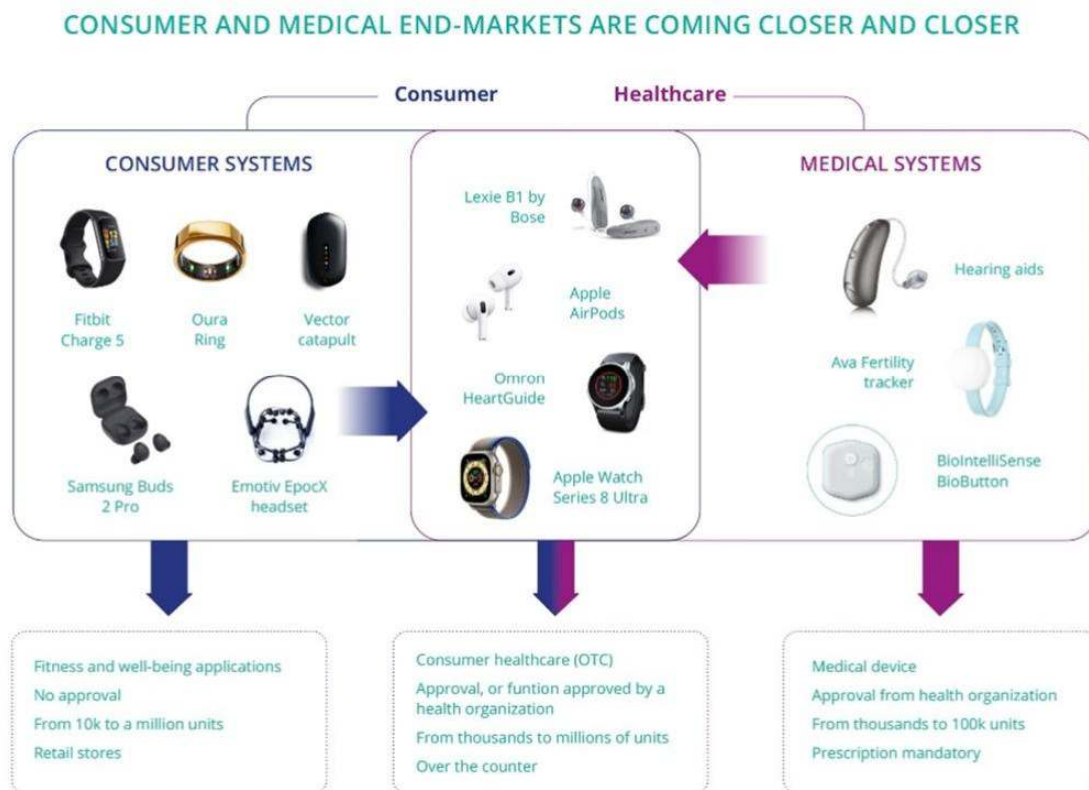 CONSUMER AND MEDICAL END-MARKETS ARE COMING CLOSER AND CLOSER
Consumer
Healthcare
CONSUMER SYSTEMS
Fitbit
Charge 5
Oura
Ring
Vector
catapult
Samsung Buds
2 Pro
Emotiv EpocX
headset
Lexie B1 by
Bose
Apple
AirPods
Omron
HeartGuide
Apple Watch
Series 8 Ultra
MEDICAL SYSTEMS
Hearing aids
Ava Fertility
tracker
BioIntelliSense
BioButton
Fitness and well-being applications
No approval
From 10k to a million units
Retail stores
Consumer healthcare (OTC)
Approval, or funtion approved by a
health organization
From thousands to millions of units
Over the counter
Medical device
Approval from health organization
From thousands to 100k units
Prescription mandatory